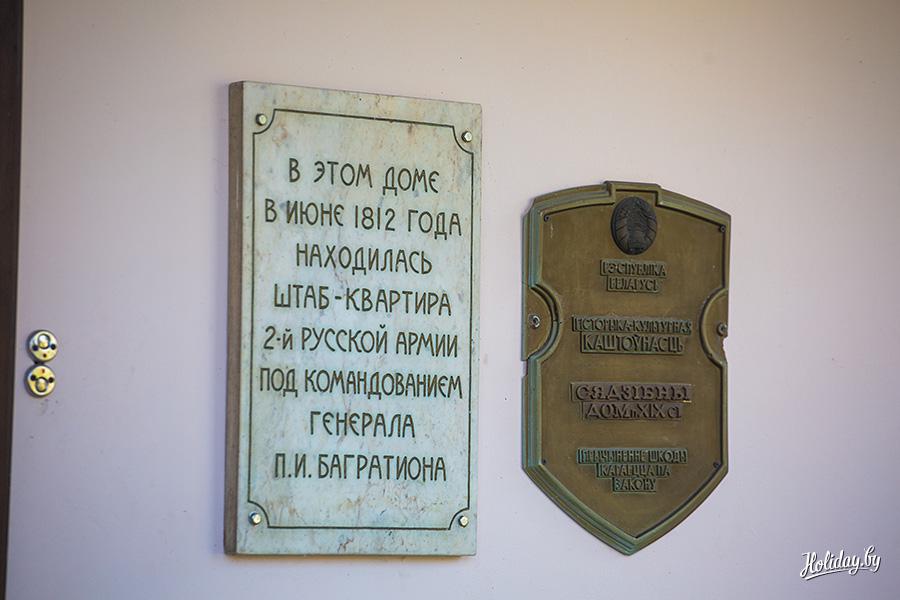 В ЭТОМ ДОМЕ
В ИЮНЕ 1812 ГОДА
НАХОДИЛАСЬ
ШТАБ-КВАРТИРА
2-й РУССКОЙ АРМИИ
ПОД КОМАНДОВАНИЕМ
ГЕНЕРАЛА
П.И. БАГРАТИОНА
РЭСПУБЛІКА
БЕЛАРУСЬ
ГІСТОРЫКА-КУЛЬТУРНАЯ
КАШТОЎНАСЦЬ
СЯДЗІБНЫ
ДОМ п. XIX ст.
ПРЫЧЫНЕННЕ ШКОДЫ
КАРАЕЦЦА ПА
ЗАКОНУ
Holiday.by